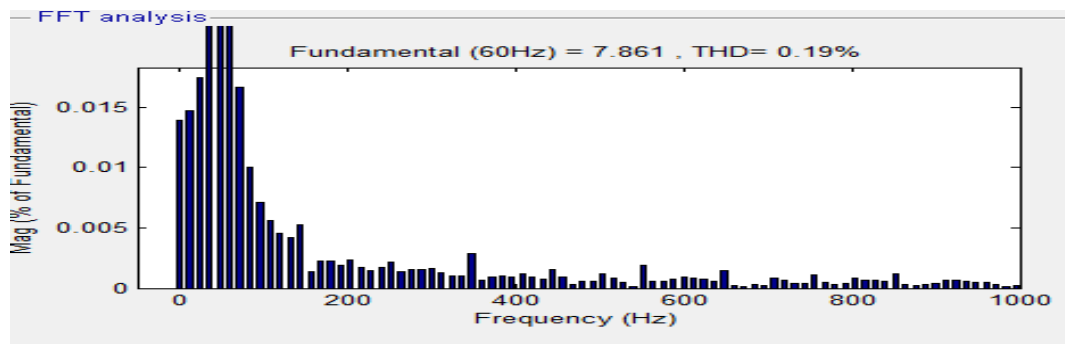 FFT analysis
Fundamental (60Hz) = 7.861 , THD= 0.19%
Mag (% of Fundamental)
0.015
0.01
0.005
0
0 200 400 600 800 1000
Frequency (Hz)